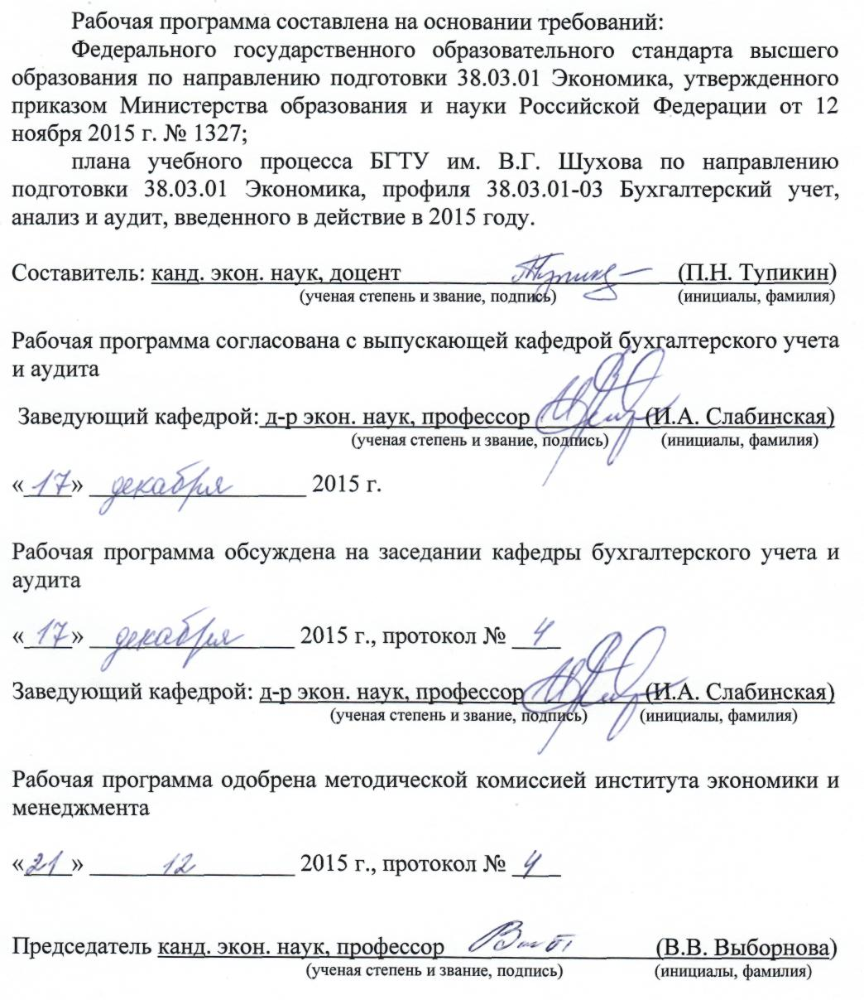 Рабочая программа составлена на основании требований:
Федерального государственного образовательного стандарта высшего
образования по направлению подготовки 38.03.01 Экономика, утвержденного
приказом Министерства образования и науки Российской Федерации от 12
ноября 2015 г. № 1327;
плана учебного процесса БГТУ им. В.Г. Шухова по направлению
подготовки 38.03.01 Экономика, профиля 38.03.01-03 Бухгалтерский учет,
анализ и аудит, введенного в действие в 2015 году.
Составитель: канд. экон. наук, доцент (П.Н. Тупикин)
(ученая степень и звание, подпись) (инициалы, фамилия)
Рабочая программа согласована с выпускающей кафедрой бухгалтерского учета
и аудита
Заведующий кафедрой: д-р экон. наук, профессор (И.А. Слабинская)
(ученая степень и звание, подпись) (инициалы, фамилия)
«17» декабря 2015 г.
Рабочая программа обсуждена на заседании кафедры бухгалтерского учета и
аудита
«17» декабря 2015 г., протокол № 4
Заведующий кафедрой: д-р экон. наук, профессор (И.А. Слабинская)
(ученая степень и звание, подпись) (инициалы, фамилия)
Рабочая программа одобрена методической комиссией института экономики и
менеджмента
«21» 12 2015 г., протокол № 4
Председатель канд. экон. наук, профессор (В.В. Выборнова)
(ученая степень и звание, подпись) (инициалы, фамилия)